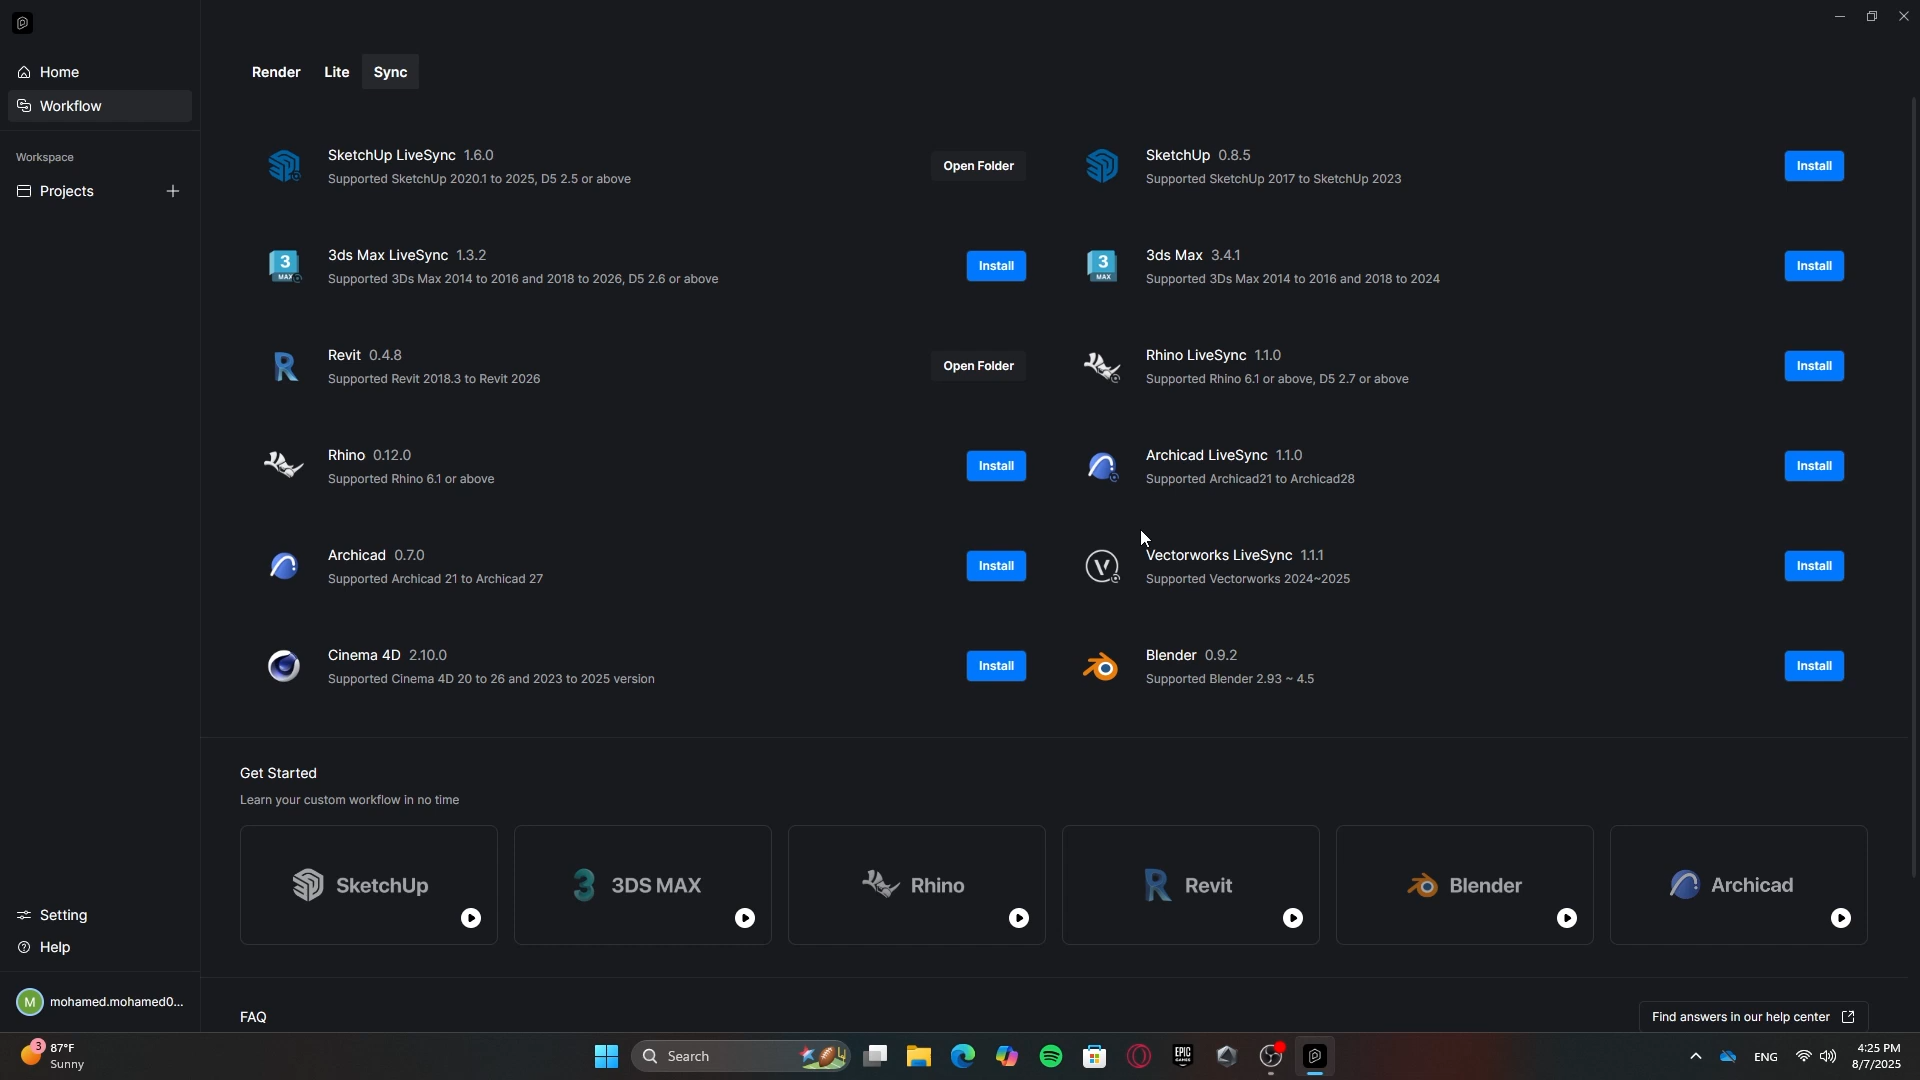 Home
Workflow
Workspace
Projects
Render Lite Sync
SketchUp LiveSync 1.6.0
Supported SketchUp 2020.1 to 2025, D5 2.5 or above
Open Folder
SketchUp 0.8.5
Supported SketchUp 2017 to SketchUp 2023
Install
3ds Max LiveSync 1.3.2
Supported 3Ds Max 2014 to 2016 and 2018 to 2026, D5 2.6 or above
Install
3ds Max 3.4.1
Supported 3Ds Max 2014 to 2016 and 2018 to 2024
Install
Revit 0.4.8
Supported Revit 2018.3 to Revit 2026
Open Folder
Rhino LiveSync 1.1.0
Supported Rhino 6.1 or above, D5 2.7 or above
Install
Rhino 0.12.0
Supported Rhino 6.1 or above
Install
Archicad LiveSync 1.1.0
Supported Archicad21 to Archicad28
Install
Archicad 0.7.0
Supported Archicad 21 to Archicad 27
Install
Vectorworks LiveSync 1.1.1
Supported Vectorworks 2024~2025
Install
Cinema 4D 2.10.0
Supported Cinema 4D 20 to 26 and 2023 to 2025 version
Install
Blender 0.9.2
Supported Blender 2.93 ~ 4.5
Install
Get Started
Learn your custom workflow in no time
SketchUp
3DS MAX
Rhino
Revit
Blender
Archicad
FAQ
Find answers in our help center
Setting
Help
M mohamed.mohamed0...
3
87°F
Sunny
Search
EPIC GAMES
ENG
4:25 PM
8/7/2025